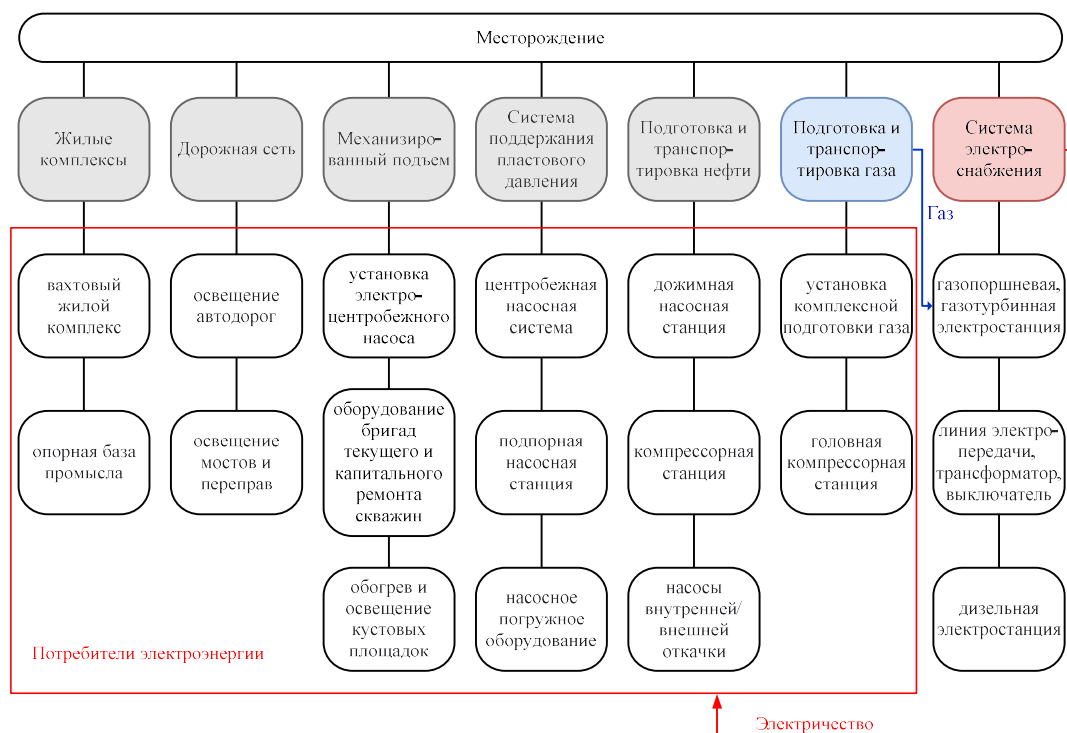 Месторождение
Жилые
комплексы
Дорожная сеть
Механизиро-
ванный подъем
Система
поддержания
пластового
давления
Подготовка и
транспор-
тировка нефти
Подготовка и
транспор-
тировка газа
Система
электро-
снабжения
Газ
вахтовый
жилой
комплекс
освещение
автодорог
установка
электро-
центробежного
насоса
центробежная
насосная
система
дожимная
насосная
станция
установка
комплексной
подготовки газа
газопоршневая,
газотурбинная
электростанция
опорная база
промысла
освещение
мостов и
переправ
оборудование
бригад
текущего и
капитального
ремонта
скважин
подпорная
насосная
станция
компрессорная
станция
головная
компрессорная
станция
линия электро-
передачи,
трансформатор,
выключатель
обогрев и
освещение
кустовых
площадок
насосное
погружное
оборудование
насосы
внутренней/
внешней
откачки
дизельная
электростанция
Потребители электроэнергии
Электричество